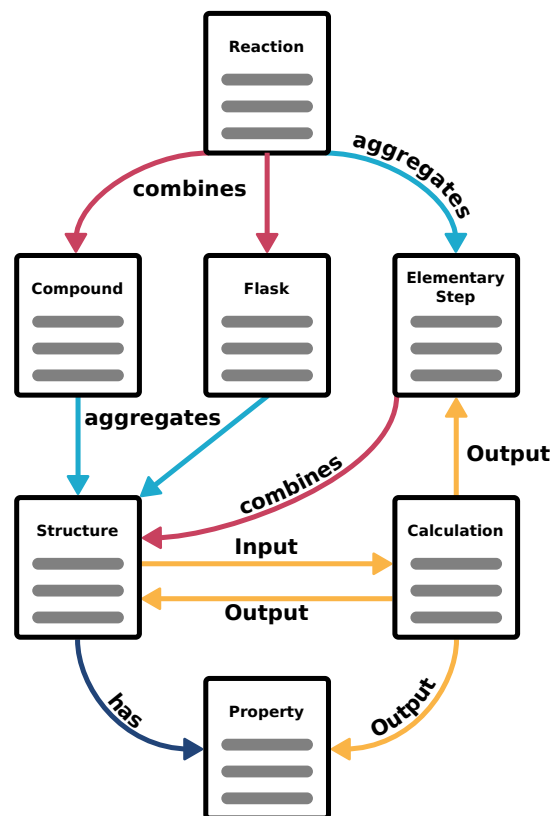 Reaction
aggregates
combines
Compound
Flask
Elementary
Step
aggregates
Output
combines
Structure
Calculation
Input
Output
has
Property
Output